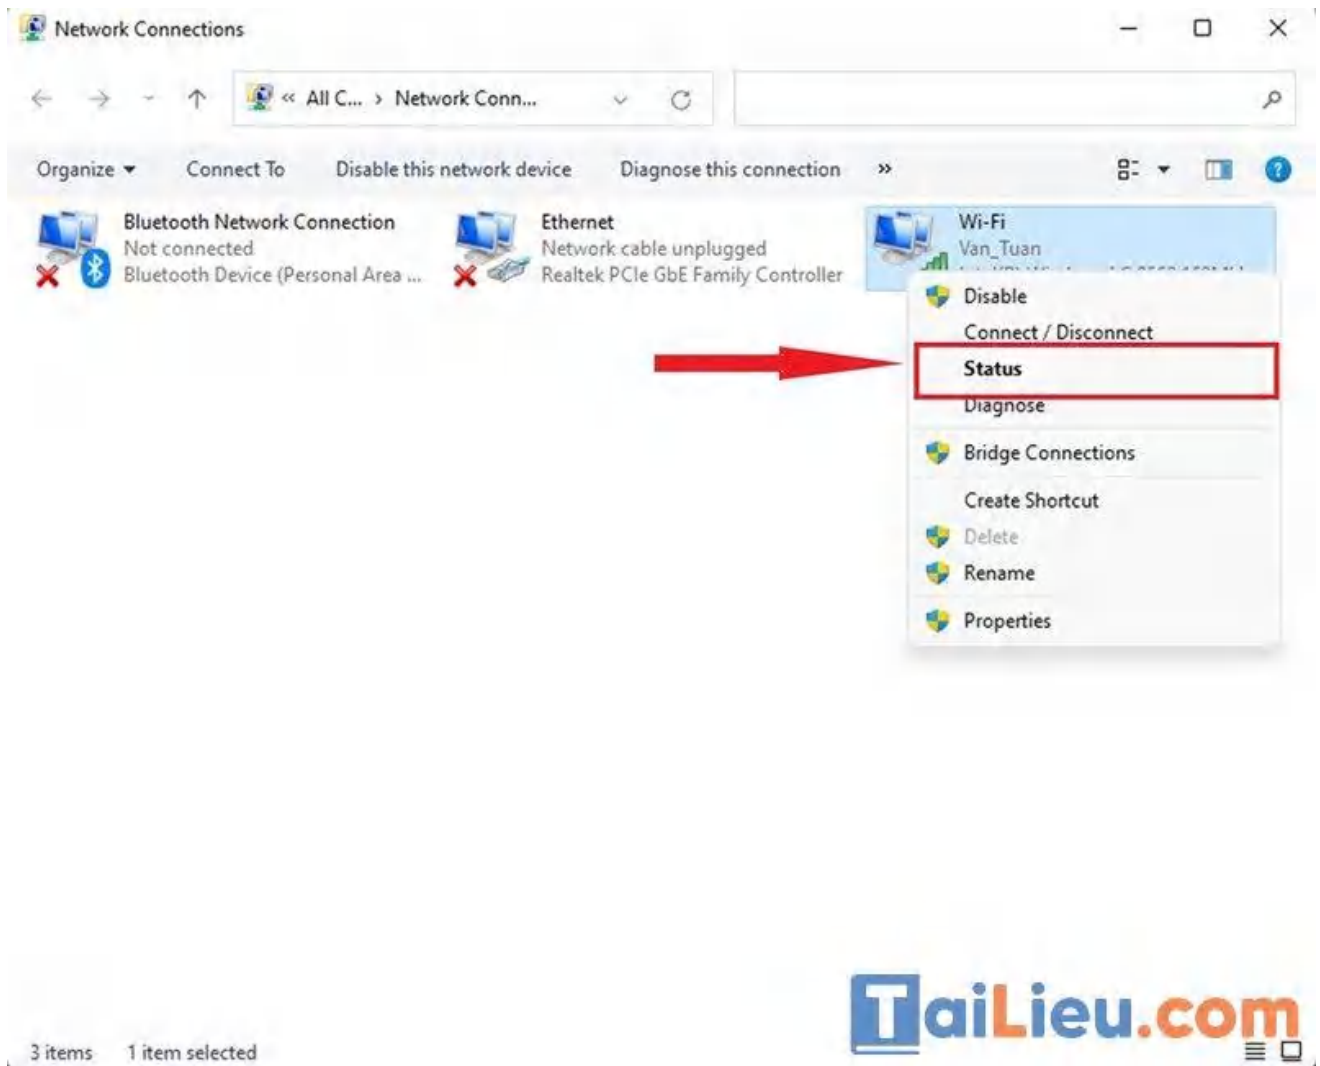 Network Connections
« All C... › Network Conn...
Organize Connect To Disable this network device Diagnose this connection »
Bluetooth Network Connection
Not connected
Bluetooth Device (Personal Area ...
Ethernet
Network cable unplugged
Realtek PCIe GbE Family Controller
Wi-Fi
Van_Tuan
Disable
Connect / Disconnect
Status
Diagnose
Bridge Connections
Create Shortcut
Delete
Rename
Properties
TaiLieu.com
3 items 1 item selected